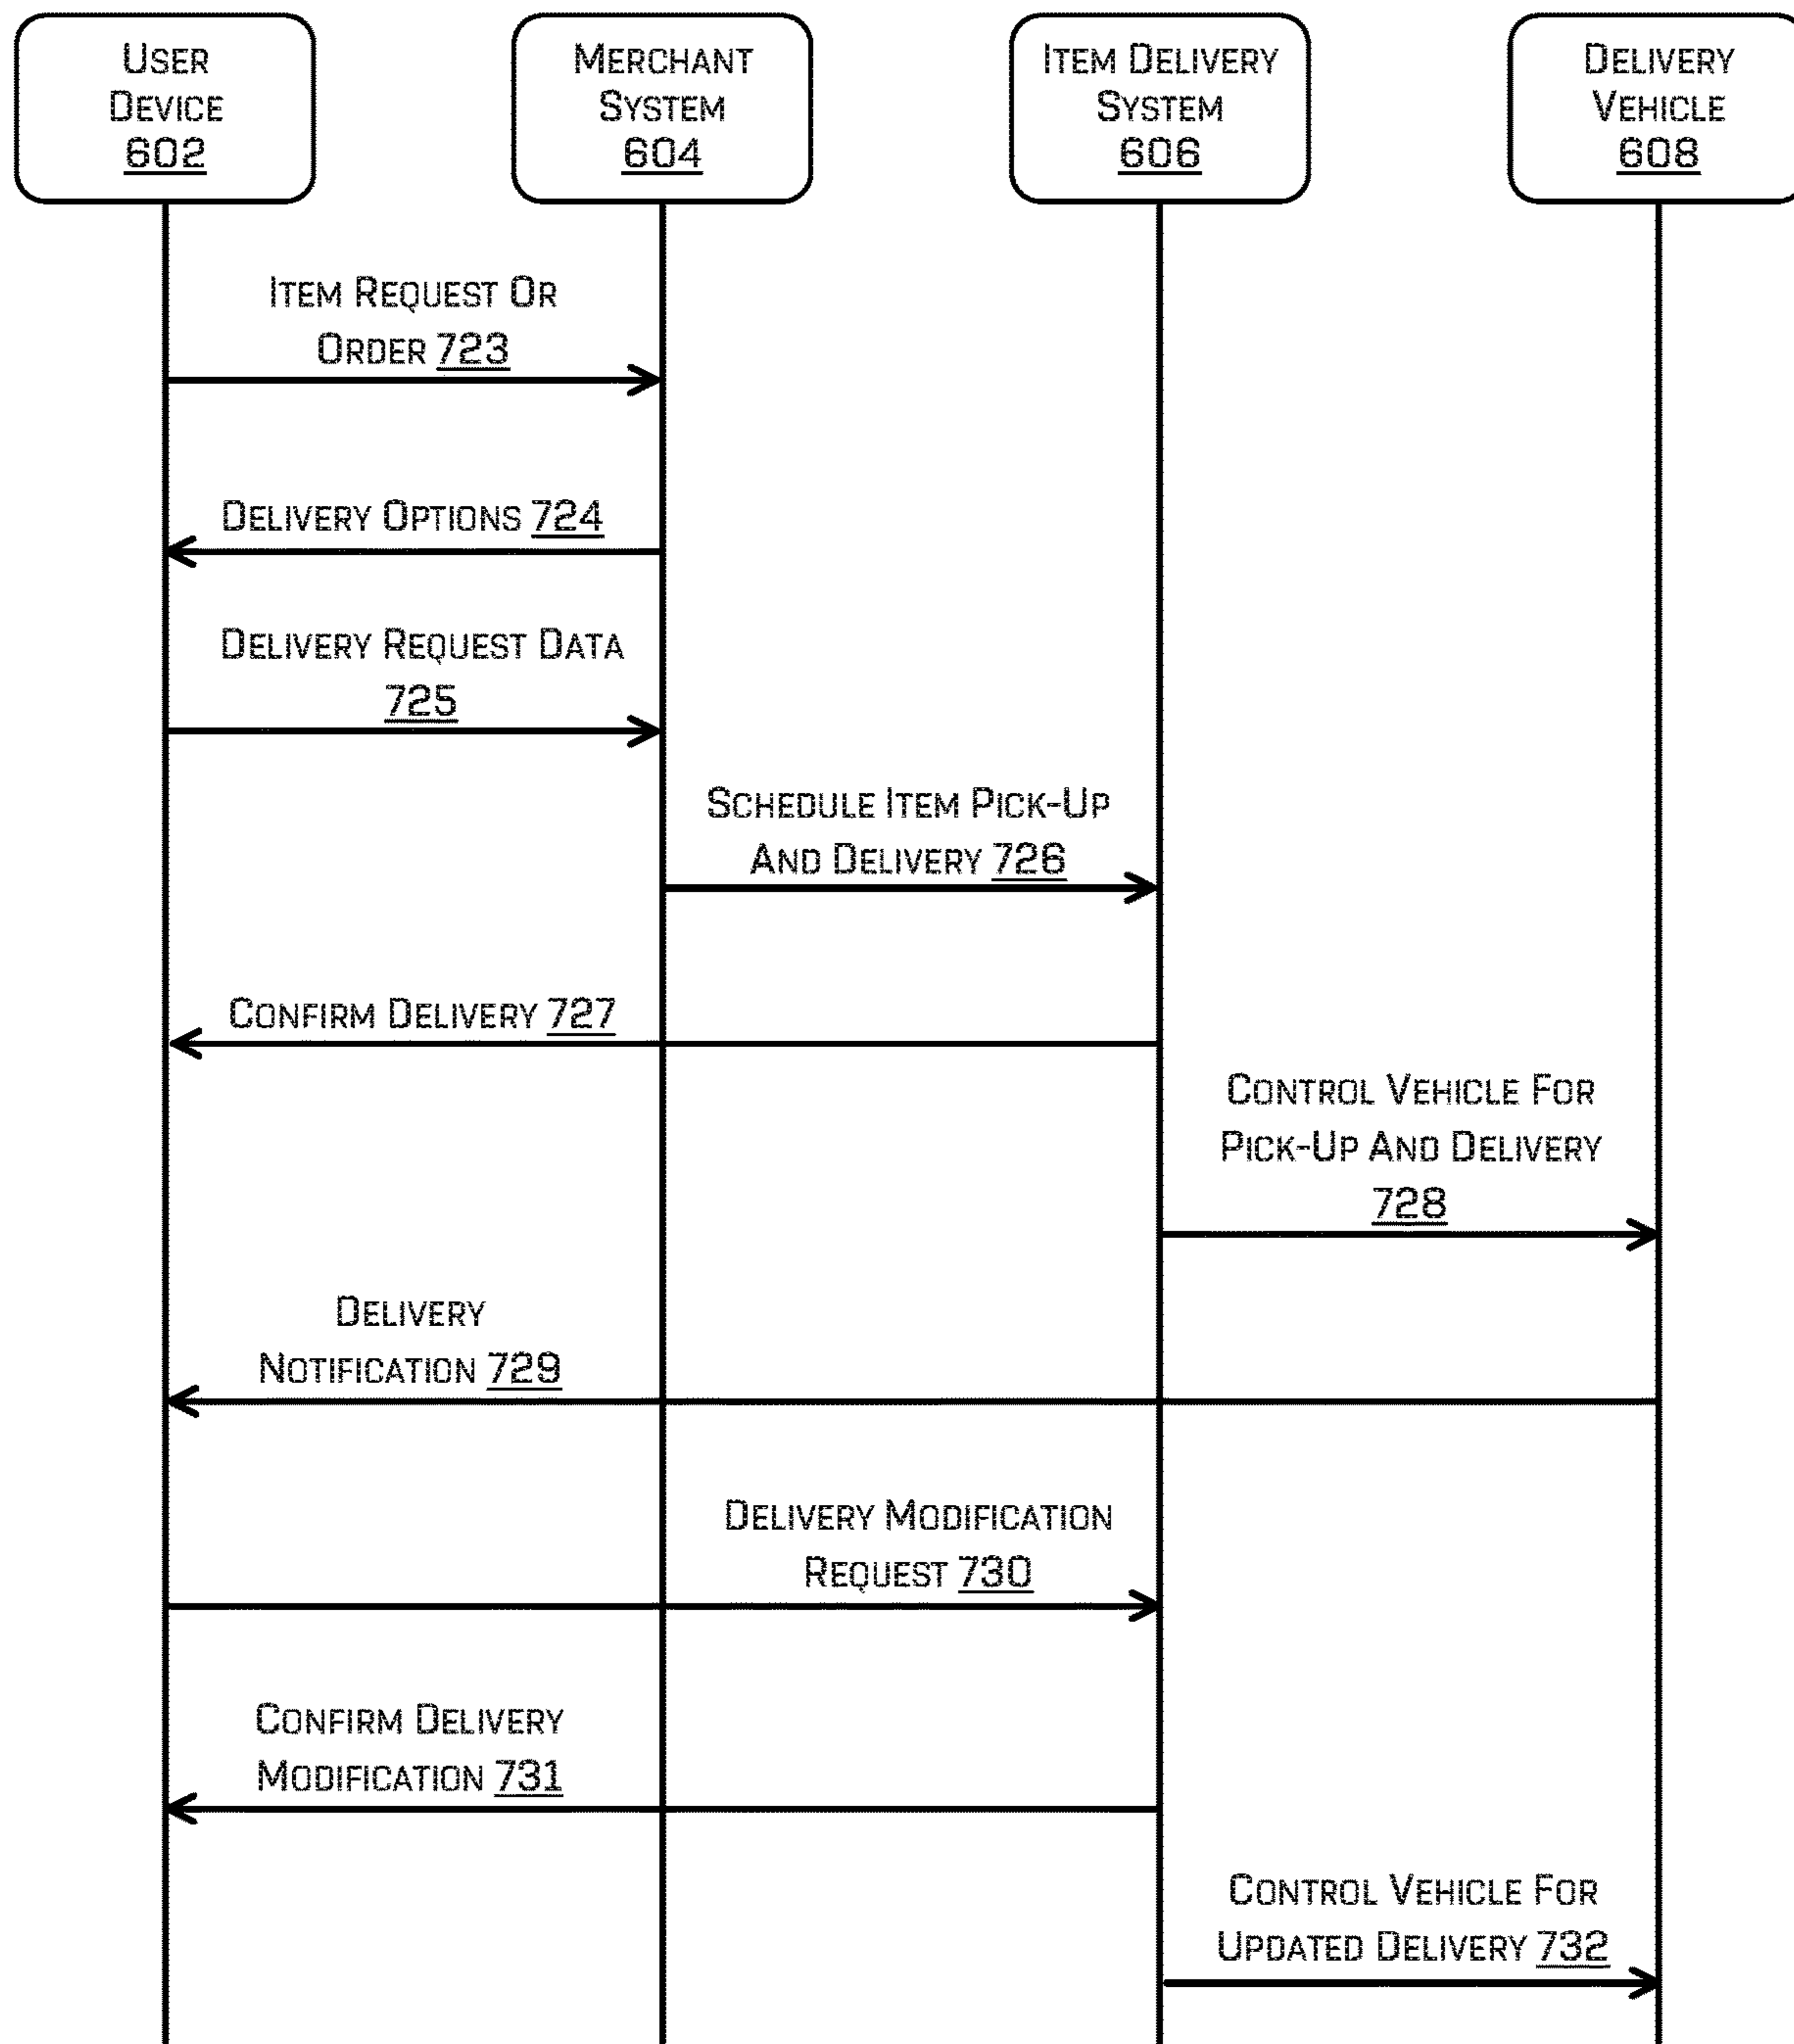 USER
DEVICE
602
MERCHANT
SYSTEM
604
ITEM DELIVERY
SYSTEM
606
DELIVERY
VEHICLE
608
ITEM REQUEST OR
ORDER 723
DELIVERY OPTIONS 724
DELIVERY REQUEST DATA
725
SCHEDULE ITEM PICK-UP
AND DELIVERY 726
CONFIRM DELIVERY 727
CONTROL VEHICLE FOR
PICK-UP AND DELIVERY
728
DELIVERY
NOTIFICATION 729
DELIVERY MODIFICATION
REQUEST 730
CONFIRM DELIVERY
MODIFICATION 731
CONTROL VEHICLE FOR
UPDATED DELIVERY 732